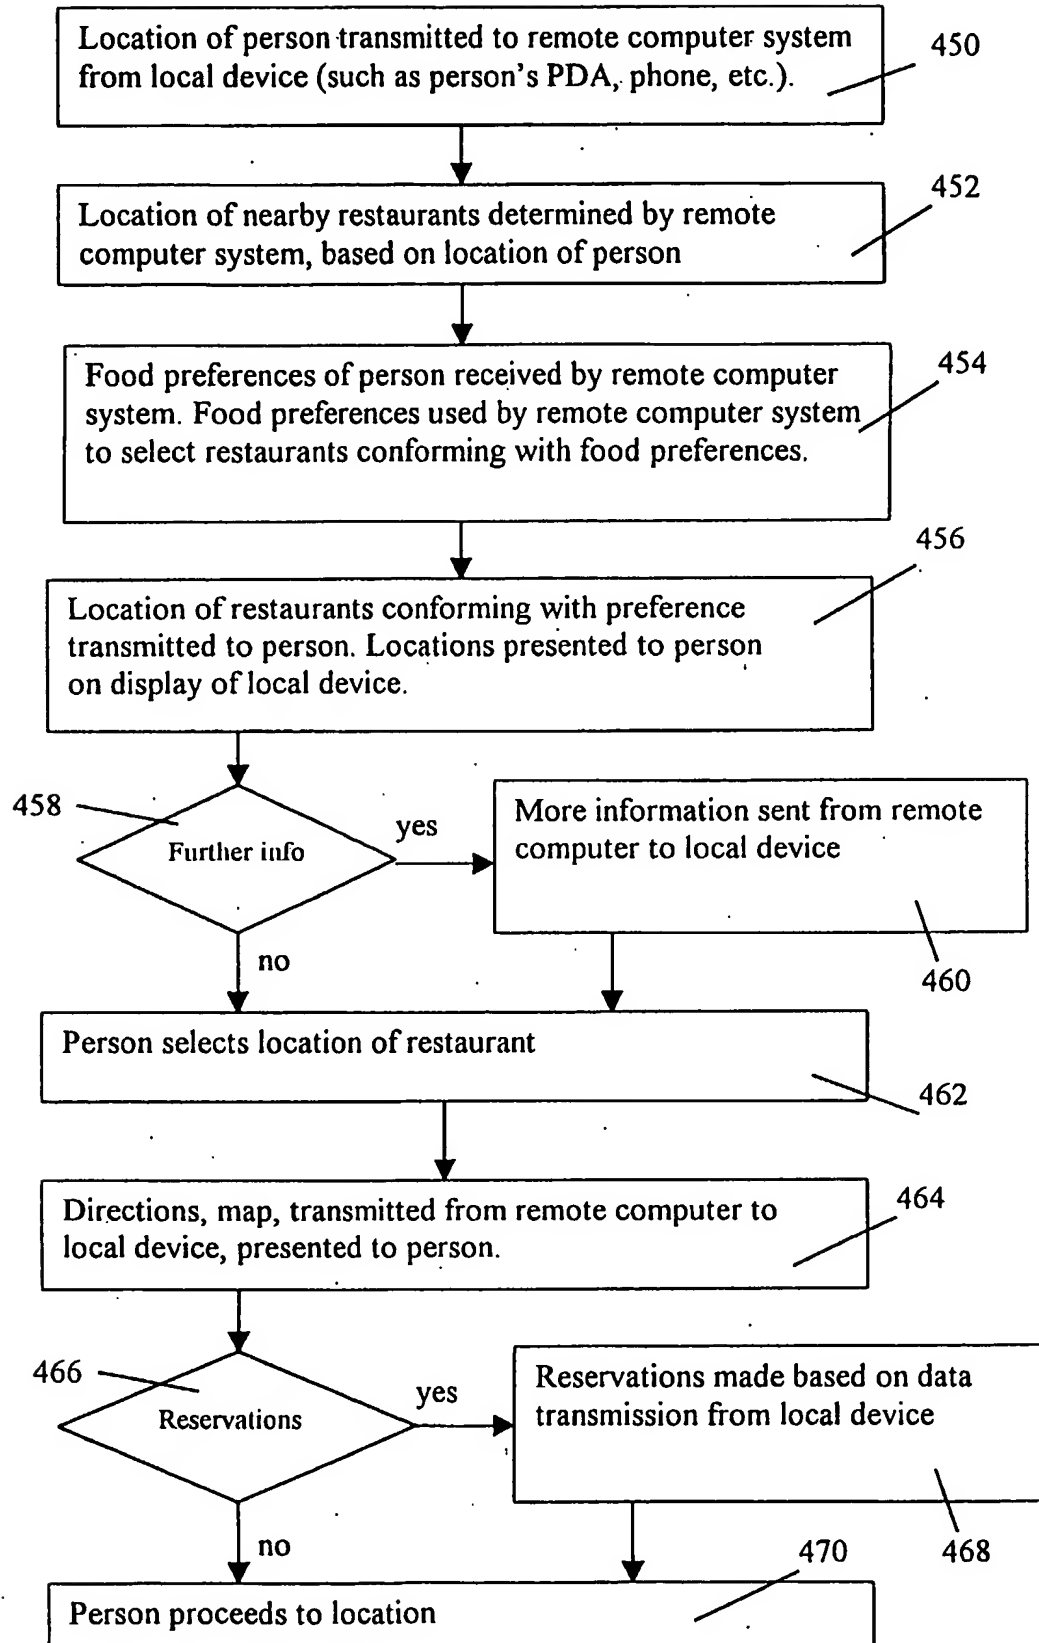 Location of person transmitted to remote computer system
from local device (such as person's PDA, phone, etc.).
450
Location of nearby restaurants determined by remote
computer system, based on location of person
452
Food preferences of person received by remote computer
system. Food preferences used by remote computer system
to select restaurants conforming with food preferences.
454
Location of restaurants conforming with preference
transmitted to person. Locations presented to person
on display of local device.
456
458
Further info
yes
no
More information sent from remote
computer to local device
460
Person selects location of restaurant
462
Directions, map, transmitted from remote computer to
local device, presented to person.
464
466
Reservations
yes
no
Reservations made based on data
transmission from local device
468
470
Person proceeds to location